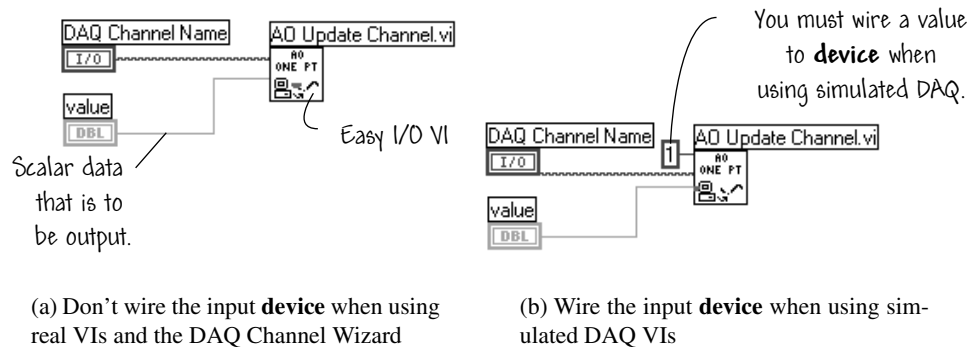 DAQ Channel Name
I/O
AO Update Channel.vi
AO
ONE PT
value
DBL
Easy I/O VI
Scalar data
that is to
be output.
(a) Don't wire the input device when using
real VIs and the DAQ Channel Wizard
You must wire a value
to device when
using simulated DAQ.
DAQ Channel Name
I/O
1
AO Update Channel.vi
AO
ONE PT
value
DBL
(b) Wire the input device when using sim-
ulated DAQ VIs